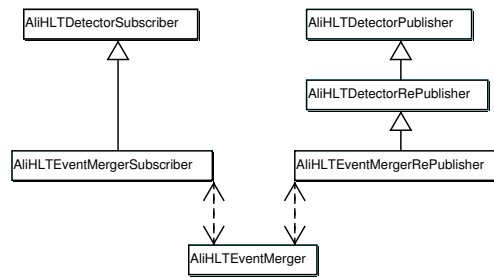 AliHLTDetectorSubscriber
AliHLTDetectorPublisher
AliHLTDetectorRePublisher
AliHLTEventMergerSubscriber
AliHLTEventMergerRePublisher
AliHLTEventMerger